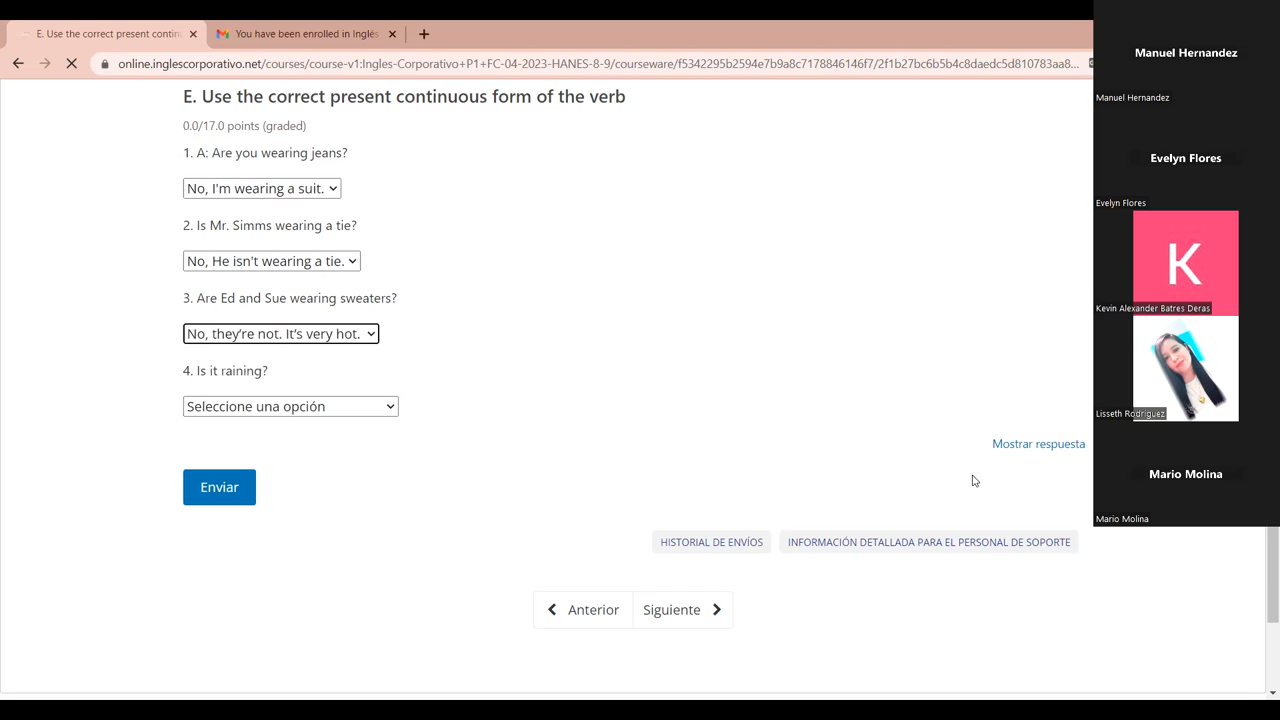 E. Use the correct present contin
You have been enrolled in Inglés
online.inglescorporativo.net/courses/course-v1:Ingles-Corporativo+P1+FC-04-2023-HANES-8-9/courseware/f5342295b2594e7b9a8c7178846146f7/2f1b27bc6b5b4c8daedc5d810783aa8...
E. Use the correct present continuous form of the verb
0.0/17.0 points (graded)
1. A: Are you wearing jeans?
No, I'm wearing a suit.
2. Is Mr. Simms wearing a tie?
No, He isn't wearing a tie.
3. Are Ed and Sue wearing sweaters?
No, they're not. It's very hot.
4. Is it raining?
Seleccione una opción
Mostrar respuesta
Enviar
HISTORIAL DE ENVÍOS
INFORMACIÓN DETALLADA PARA EL PERSONAL DE SOPORTE
Anterior
Siguiente
Manuel Hernandez
Manuel Hernandez
Evelyn Flores
Evelyn Flores
K
Kevin Alexander Batres Deras
Lisseth Rodriguez
Mario Molina
Mario Molina